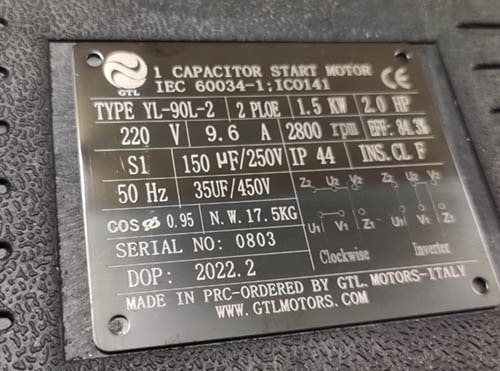 GTL
1 CAPACITOR START MOTOR
IEC 60034-1;IC0141
CE
TYPE YL-90L-2 2 PLOE 1.5 KW 2.0 HP
220 V 9.6 A 2800 rpm EFF: 84.3%
S1 150 µF/250V IP 44 INS.CL F
50 Hz 35UF/450V
Z2 U2 V2 Z2 U2 V2
COSØ 0.95 N.W.17.5KG
U1 V1 Z1 U1 V1 Z1
SERIAL NO: 0803
Clockwise Inverter
DOP: 2022.2
MADE IN PRC-ORDERED BY GTL.MOTORS-ITALY
WWW.GTLMOTORS.COM